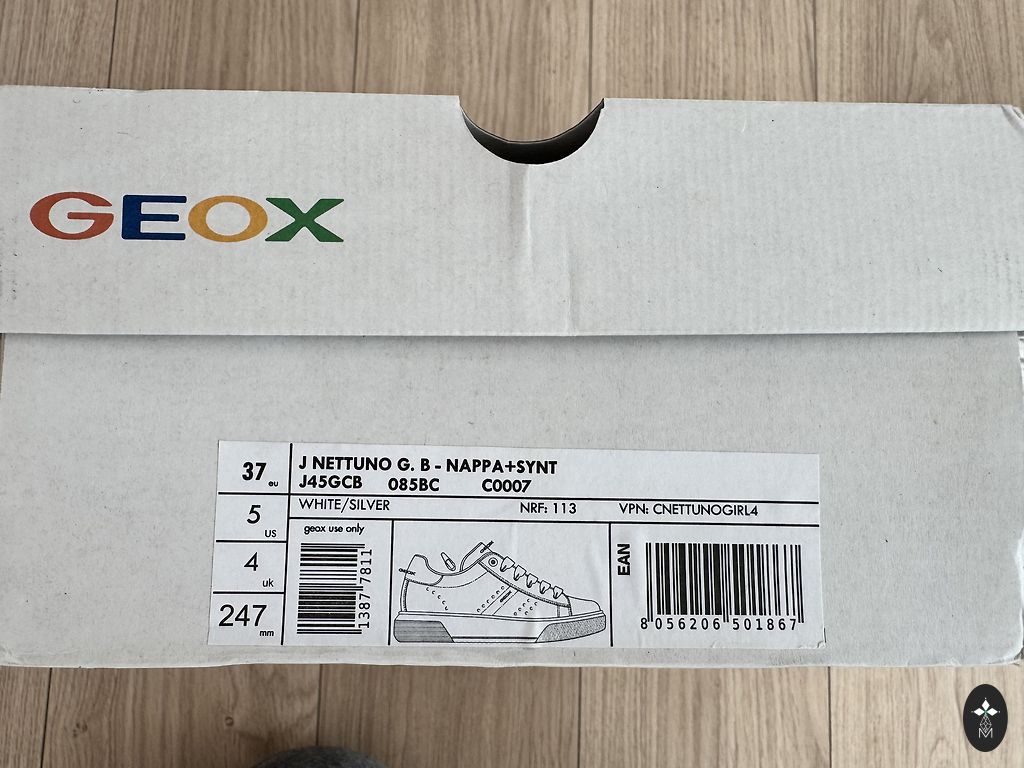 GEOX
37 eu
J NETTUNO G. B - NAPPA+SYNT
J45GCB 085BC C0007
5 US
WHITE/SILVER NRF: 113 VPN: CNETTUNOGIRL4
4 uk
geox use only
1387 7811
EAN
8 056206 501867
247 mm
M